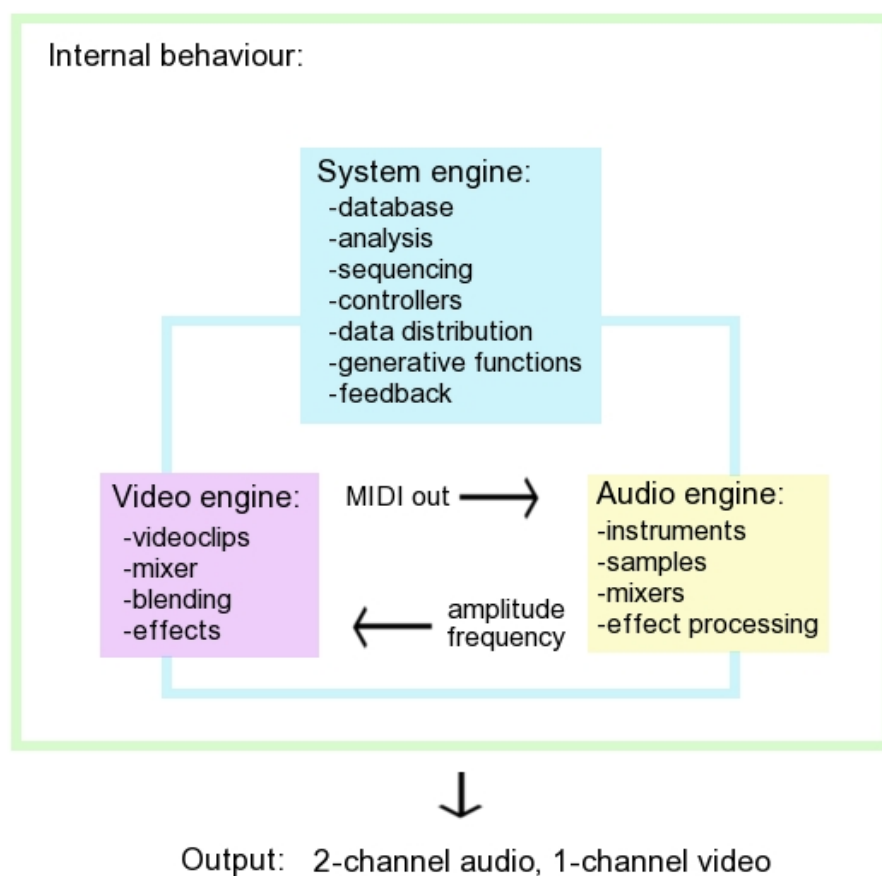 Internal behaviour:
System engine:
-database
-analysis
-sequencing
-controllers
-data distribution
-generative functions
-feedback
Video engine:
-videoclips
-mixer
-blending
-effects
MIDI out
amplitude
frequency
Audio engine:
-instruments
-samples
-mixers
-effect processing
Output: 2-channel audio, 1-channel video